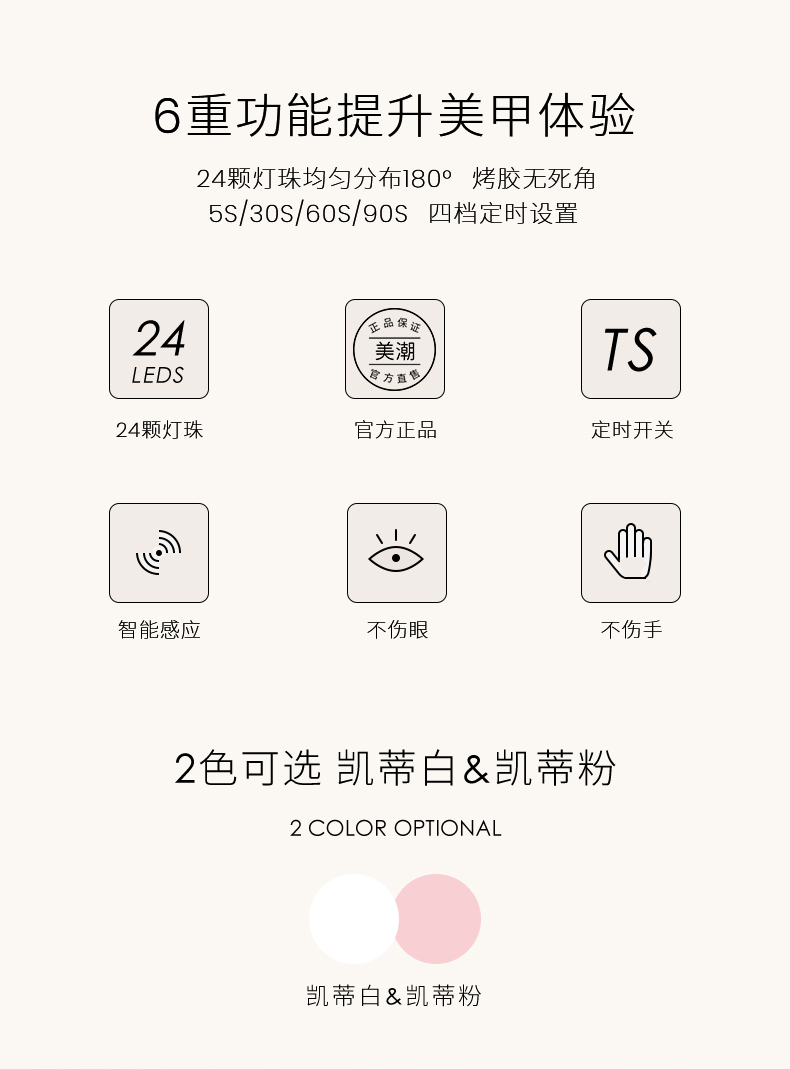 6重功能提升美甲体验
24颗灯珠均匀分布180° 烤胶无死角
5S/30S/60S/90S 四档定时设置
24
LEDS
正品保证
美潮
官方直售
TS
24颗灯珠
官方正品
定时开关
智能感应
不伤眼
不伤手
2色可选 凯蒂白&凯蒂粉
2 COLOR OPTIONAL
凯蒂白&凯蒂粉